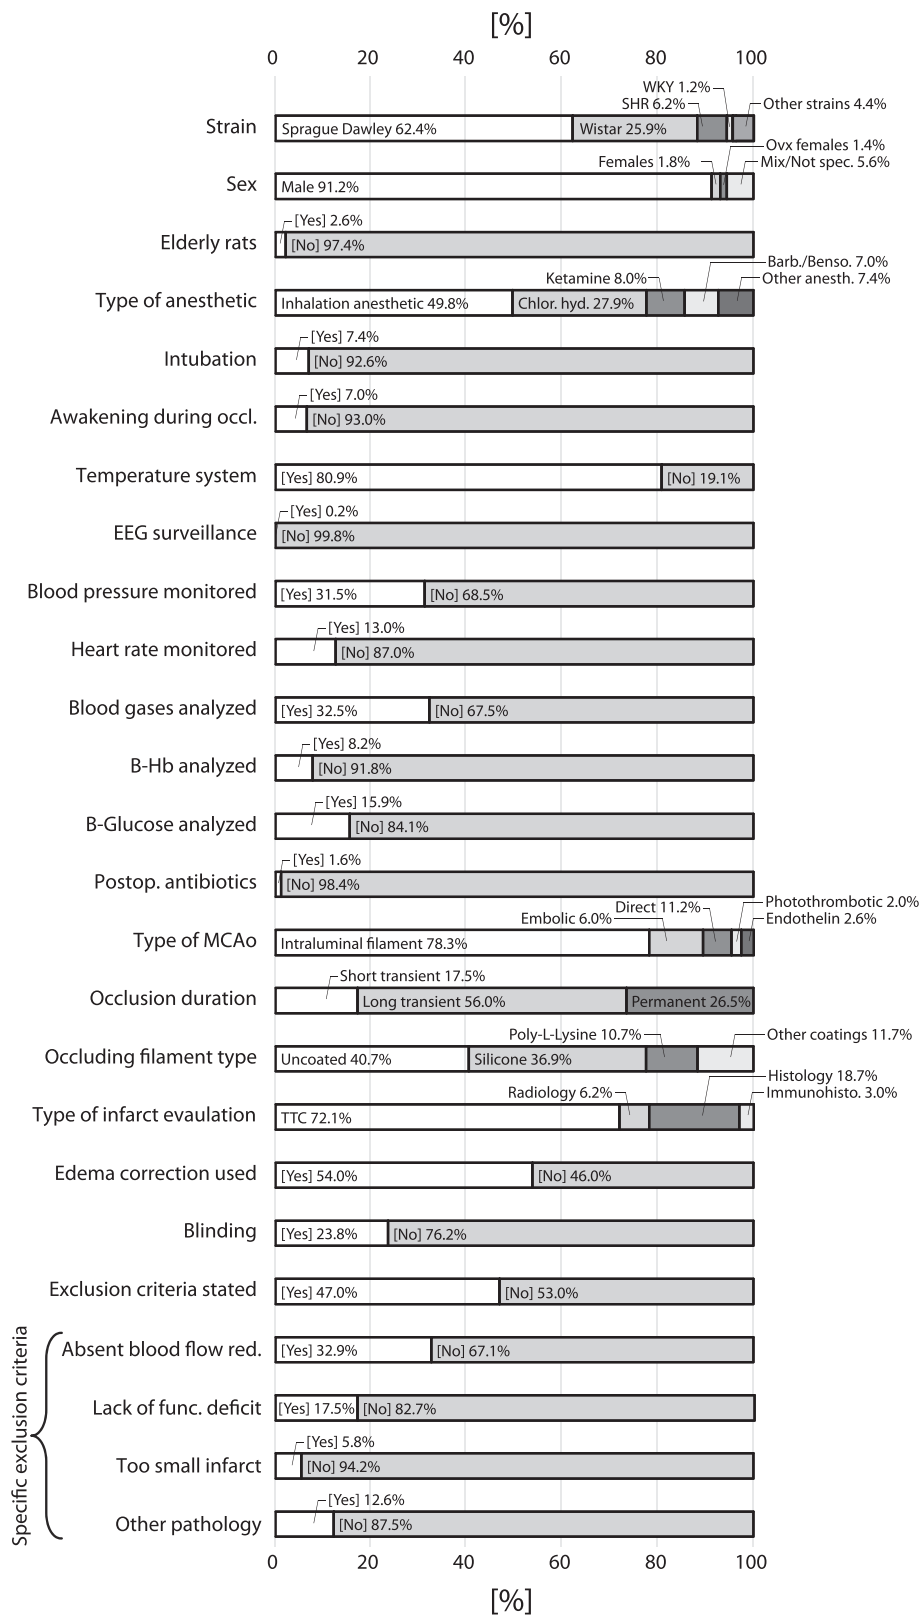 [%]
0 20 40 60 80 100
WKY 1.2%
SHR 6.2% Other strains 4.4%
Strain Sprague Dawley 62.4% Wistar 25.9%
Ovx females 1.4%
Females 1.8% Mix/Not spec. 5.6%
Sex Male 91.2%
[Yes] 2.6%
Elderly rats [No] 97.4%
Barb./Benso. 7.0%
Ketamine 8.0% Other anesth. 7.4%
Type of anesthetic Inhalation anesthetic 49.8% Chlor. hyd. 27.9%
[Yes] 7.4%
Intubation [No] 92.6%
[Yes] 7.0%
Awakening during occl. [No] 93.0%
Temperature system [Yes] 80.9% [No] 19.1%
[Yes] 0.2%
EEG surveillance [No] 99.8%
Blood pressure monitored [Yes] 31.5% [No] 68.5%
[Yes] 13.0%
Heart rate monitored [No] 87.0%
Blood gases analyzed [Yes] 32.5% [No] 67.5%
[Yes] 8.2%
B-Hb analyzed [No] 91.8%
[Yes] 15.9%
B-Glucose analyzed [No] 84.1%
[Yes] 1.6%
Postop. antibiotics [No] 98.4%
Photothrombotic 2.0%
Direct 11.2%
Embolic 6.0% Endothelin 2.6%
Type of MCAo Intraluminal filament 78.3%
Short transient 17.5%
Occlusion duration Long transient 56.0% Permanent 26.5%
Poly-L-Lysine 10.7% Other coatings 11.7%
Occluding filament type Uncoated 40.7% Silicone 36.9%
Histology 18.7%
Radiology 6.2% Immunohisto. 3.0%
Type of infarct evaulation TTC 72.1%
Edema correction used [Yes] 54.0% [No] 46.0%
Blinding [Yes] 23.8% [No] 76.2%
Exclusion criteria stated [Yes] 47.0% [No] 53.0%
Specific exclusion criteria
Absent blood flow red. [Yes] 32.9% [No] 67.1%
Lack of func. deficit [Yes] 17.5% [No] 82.7%
[Yes] 5.8%
Too small infarct [No] 94.2%
[Yes] 12.6%
Other pathology [No] 87.5%
0 20 40 60 80 100
[%]